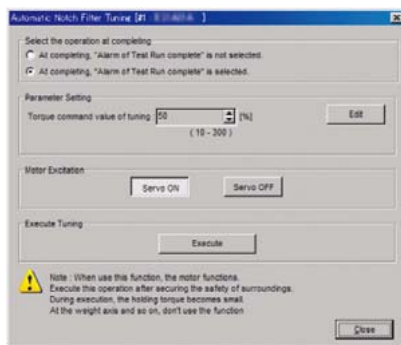 Automatic Notch Filter Tuning [#1 ]
Select the operation at completing
At completing, "Alarm of Test Run complete" is not selected.
At completing, "Alarm of Test Run complete" is selected.
Parameter Setting
Torque command value of tuning : 50 [%]
Edit
( 10 - 300 )
Motor Excitation
Servo ON Servo OFF
Execute Tuning
Execute
Note : When use this function, the motor functions.
Execute this operation after securing the safety of surroundings.
During execution, the holding torque becomes small.
At the weight axis and so on, don't use the function
Close